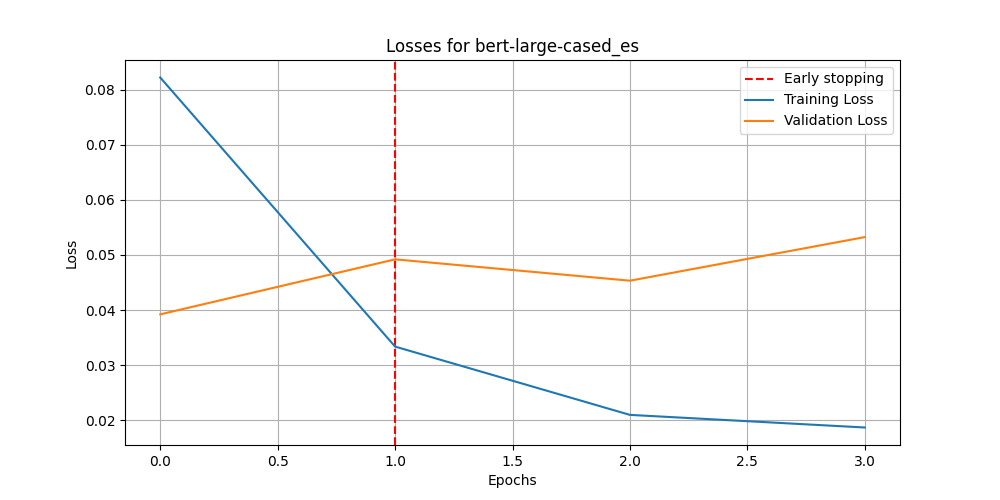 Losses for bert-large-cased_es
Early stopping
Training Loss
Validation Loss
Loss
0.08
0.07
0.06
0.05
0.04
0.03
0.02
0.0 0.5 1.0 1.5 2.0 2.5 3.0
Epochs